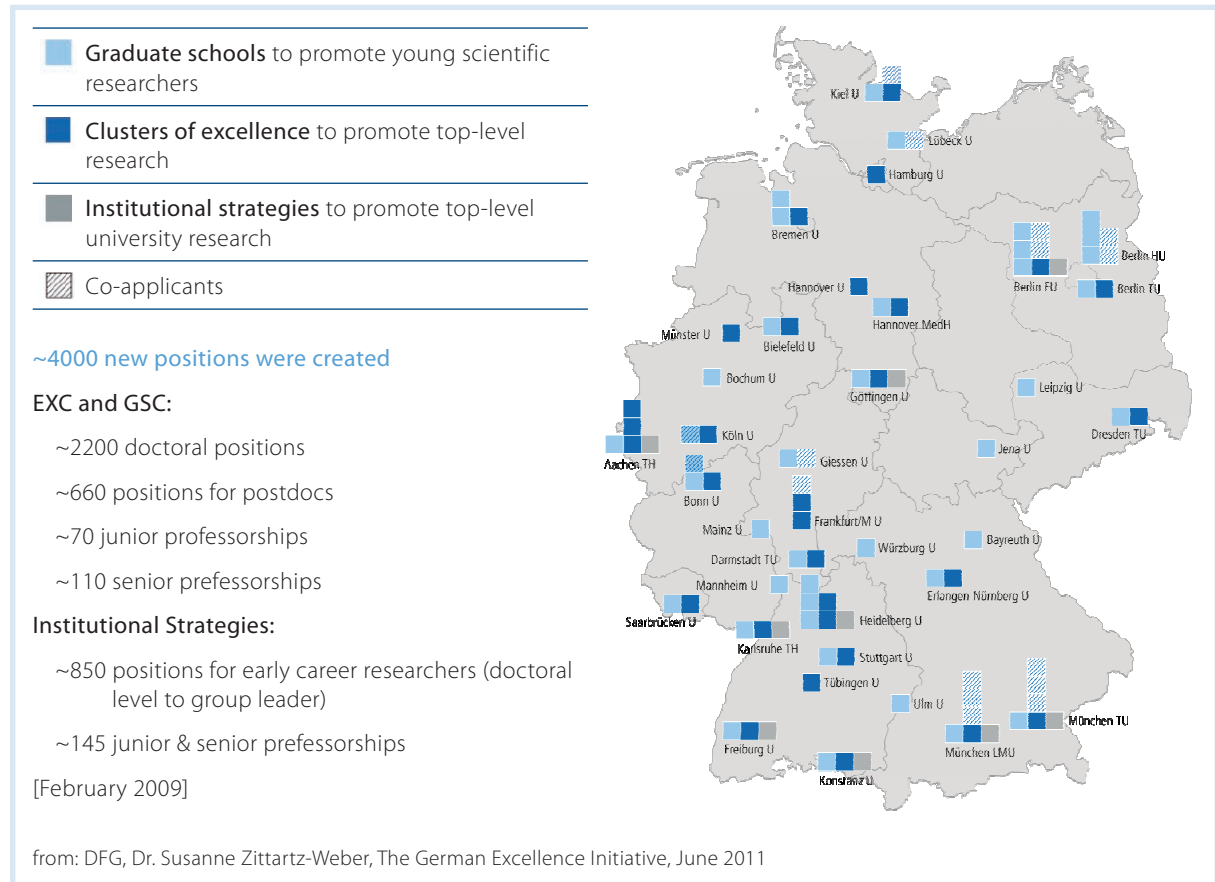 Graduate schools to promote young scientific
researchers
Clusters of excellence to promote top-level
research
Institutional strategies to promote top-level
university research
Co-applicants
~4000 new positions were created
EXC and GSC:
~2200 doctoral positions
~660 positions for postdocs
~70 junior professorships
~110 senior prefessorships
Institutional Strategies:
~850 positions for early career researchers (doctoral
level to group leader)
~145 junior & senior prefessorships
[February 2009]
Kiel U
Lübeck U
Hamburg U
Bremen U
Berlin HU
Berlin FU
Berlin TU
Hannover U
Hannover MedH
Münster U
Bielefeld U
Bochum U
Göttingen U
Leipzig U
Dresden TU
Köln U
Aachen TH
Giessen U
Jena U
Bonn U
Mainz U
Frankfurt/M U
Würzburg U
Bayreuth U
Darmstadt TU
Mannheim U
Erlangen Nürnberg U
Saarbrücken U
Heidelberg U
Karlsruhe TH
Stuttgart U
Tübingen U
Ulm U
München TU
Freiburg U
München LMU
Konstanz U
from: DFG, Dr. Susanne Zittartz-Weber, The German Excellence Initiative, June 2011